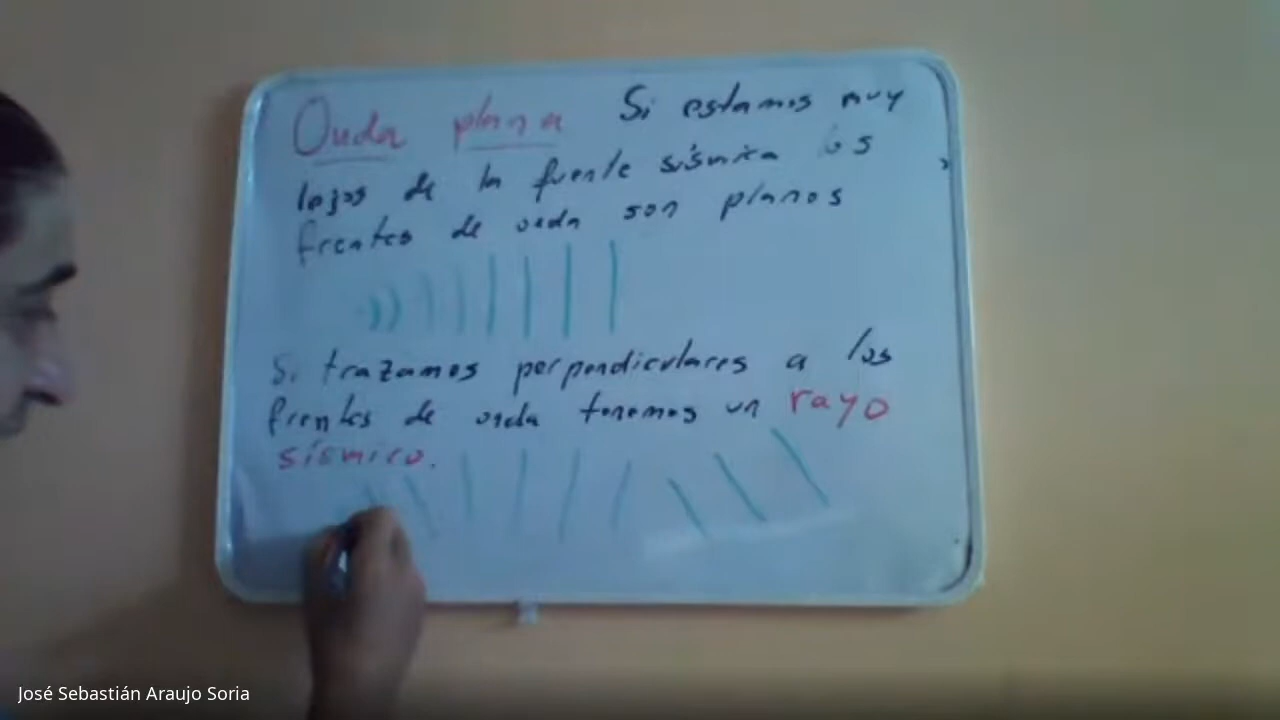 Onda plana Si estamos muy
lejos de la fuente sísmica los
frentes de onda son planos
Si trazamos perpendiculares a los
frentes de onda tenemos un rayo
sísmico.
José Sebastián Araujo Soria